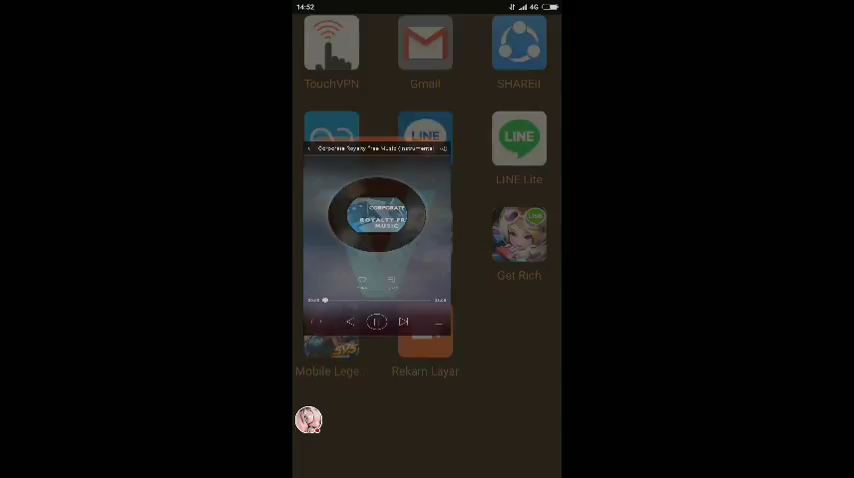 14:52
4G
TouchVPN
Gmail
SHAREit
LINE
LINE
Corporate Royalty Free Music (Instrumental
LINE Lite
CORPORATE
ROYALTY FR
MUSIC
LINE
Get Rich
Mobile Lege..
Rekam Layar